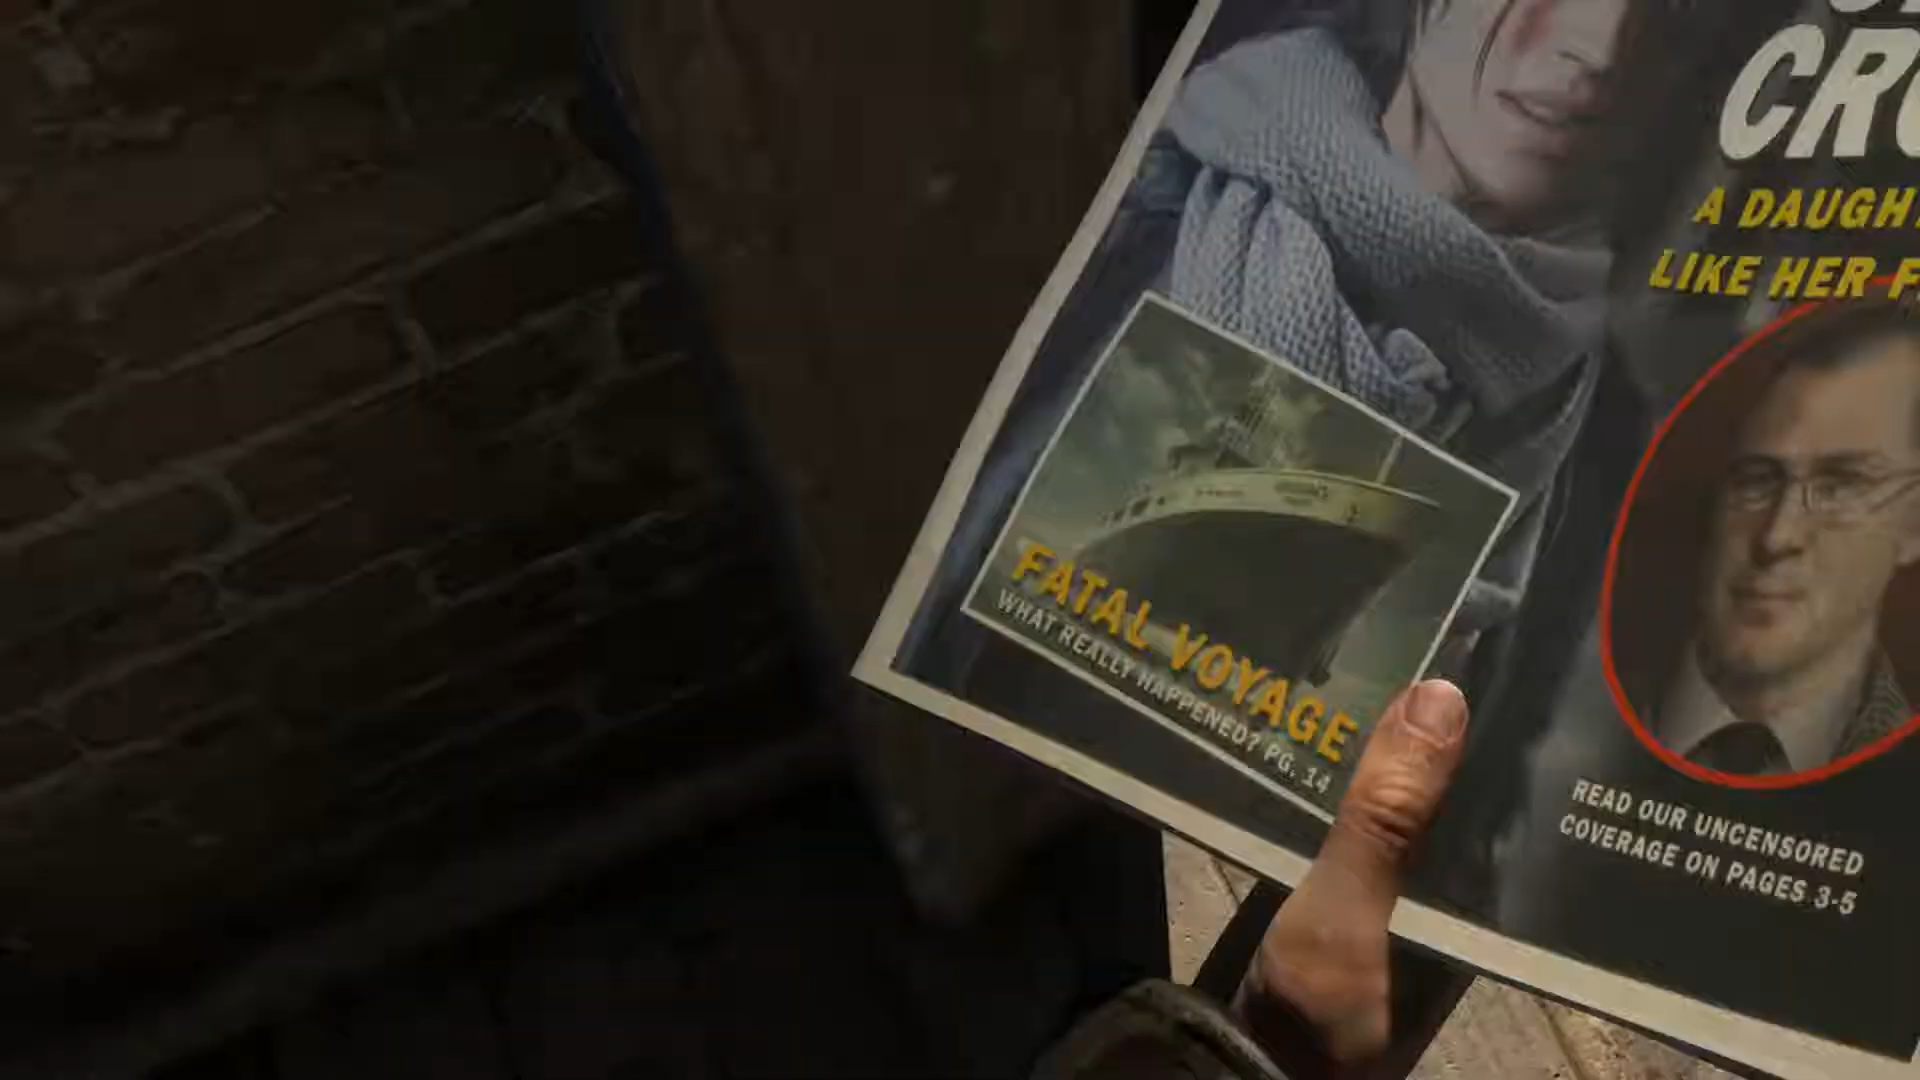 CR
A DAUGH
LIKE HER F
FATAL VOYAGE
WHAT REALLY HAPPENED? PG. 14
READ OUR UNCENSORED
COVERAGE ON PAGES 3-5